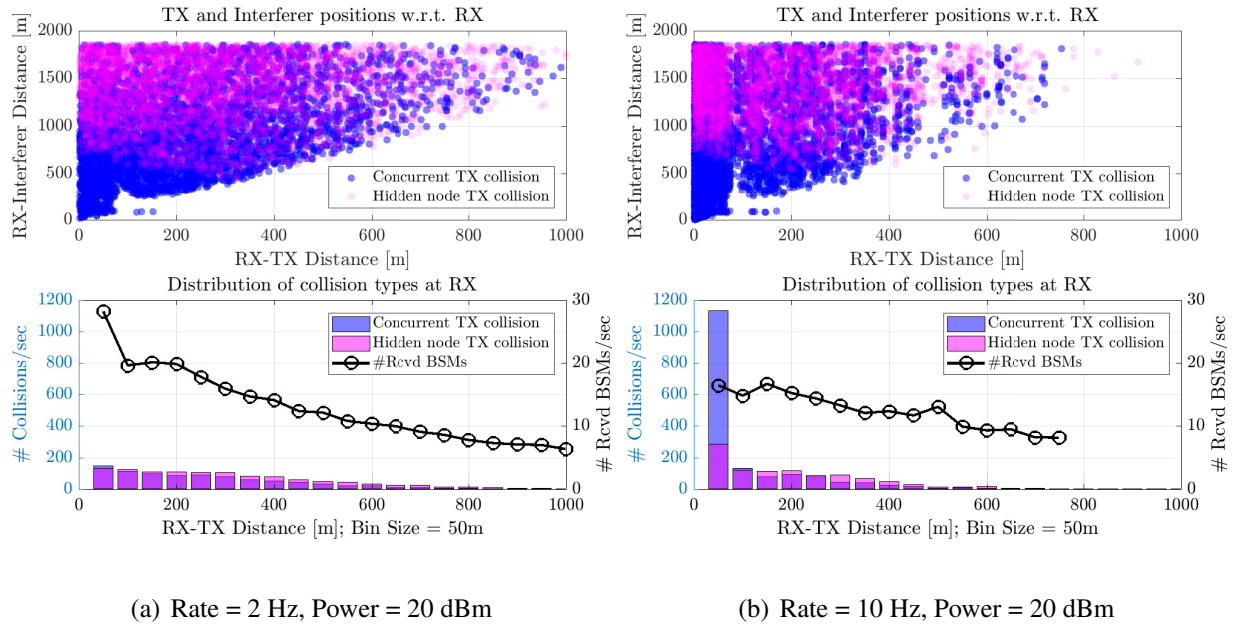 TX and Interferer positions w.r.t. RX
RX-Interferer Distance [m]
2000
1500
1000
500
0
Concurrent TX collision
Hidden node TX collision
0 200 400 600 800 1000
RX-TX Distance [m]
Distribution of collision types at RX
# Collisions/sec
1200
1000
800
600
400
200
0
Concurrent TX collision
Hidden node TX collision
#Rcvd BSMs
30
20
10
0
# Rcvd BSMs/sec
0 200 400 600 800 1000
RX-TX Distance [m]; Bin Size = 50m
(a) Rate = 2 Hz, Power = 20 dBm
TX and Interferer positions w.r.t. RX
RX-Interferer Distance [m]
2000
1500
1000
500
0
Concurrent TX collision
Hidden node TX collision
0 200 400 600 800 1000
RX-TX Distance [m]
Distribution of collision types at RX
# Collisions/sec
1200
1000
800
600
400
200
0
Concurrent TX collision
Hidden node TX collision
#Rcvd BSMs
30
20
10
0
# Rcvd BSMs/sec
0 200 400 600 800 1000
RX-TX Distance [m]; Bin Size = 50m
(b) Rate = 10 Hz, Power = 20 dBm